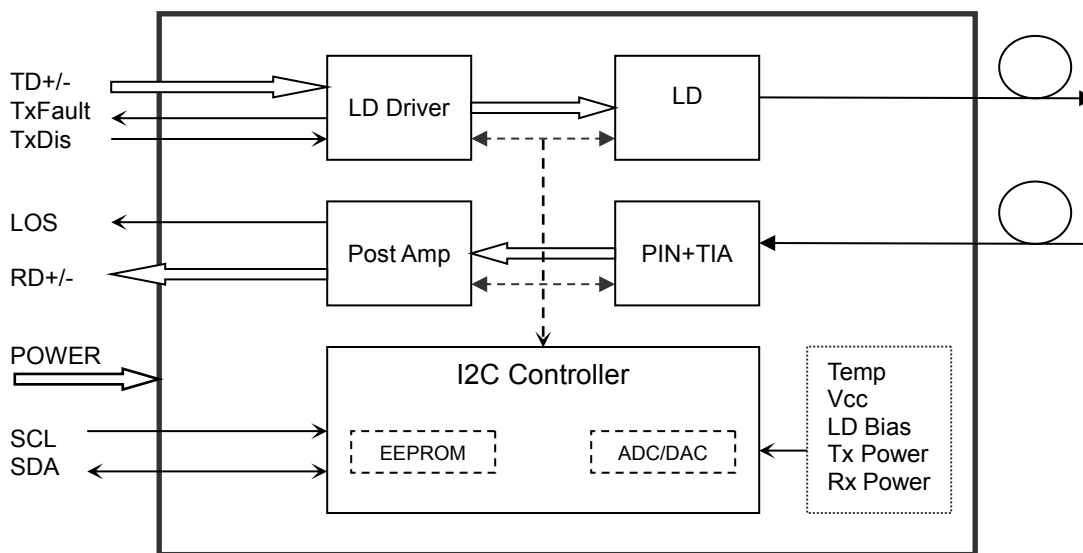 TD+/-
TxFault
TxDis
LD Driver
LD
LOS
RD+/-
Post Amp
PIN+TIA
POWER
SCL
SDA
I2C Controller
EEPROM
ADC/DAC
Temp
Vcc
LD Bias
Tx Power
Rx Power